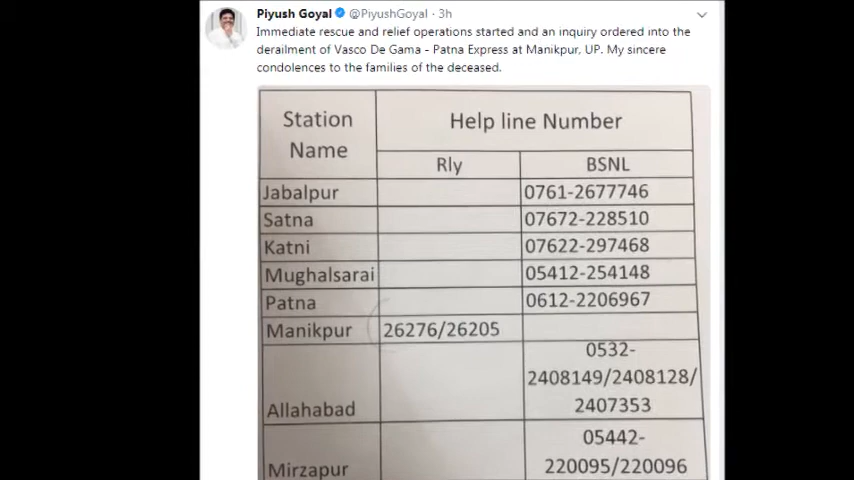 Piyush Goyal @PiyushGoyal · 3h
Immediate rescue and relief operations started and an inquiry ordered into the
derailment of Vasco De Gama - Patna Express at Manikpur, UP. My sincere
condolences to the families of the deceased.
Station Name Help line Number
Rly BSNL
Jabalpur 0761-2677746
Satna 07672-228510
Katni 07622-297468
Mughalsarai 05412-254148
Patna 0612-2206967
Manikpur 26276/26205
0532-
2408149/2408128/
Allahabad 2407353
05442-
Mirzapur 220095/220096